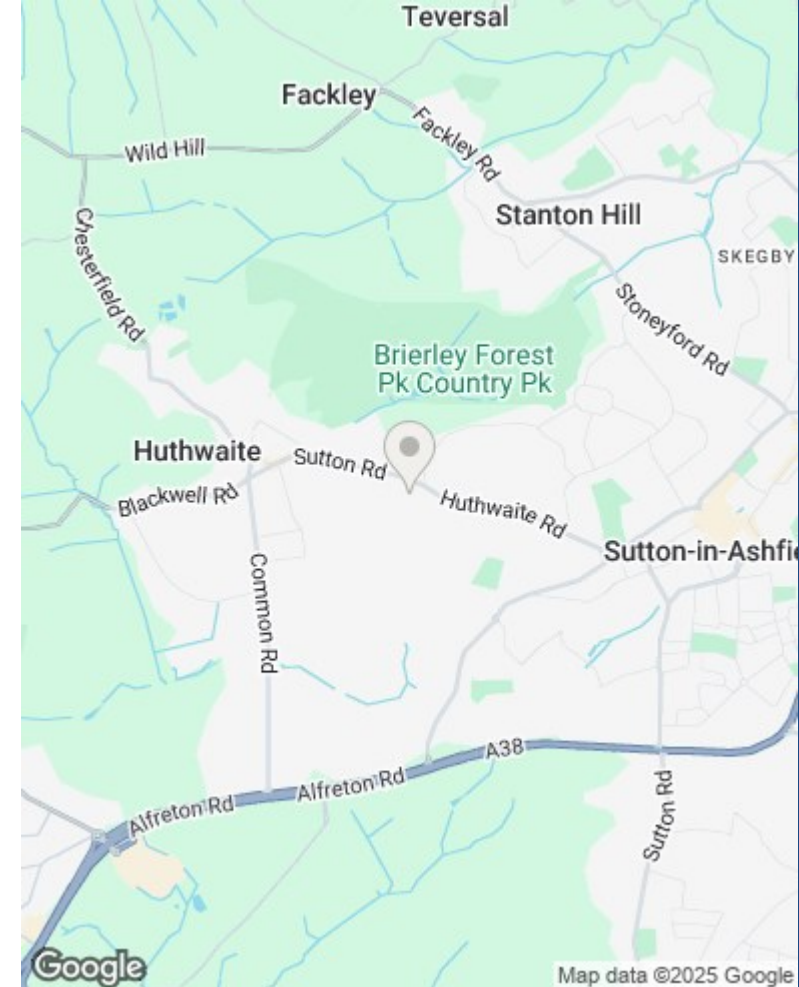 Teversal
Fackley
Fackley Rd
Wild Hill
Stanton Hill
SKEGBY
Chesterfield Rd
Stoneyford Rd
Brierley Forest
Pk Country Pk
Huthwaite
Sutton Rd
Blackwell Rd
Huthwaite Rd
Sutton-in-Ashfie
Common Rd
A38
Alfreton Rd
Alfreton Rd
Sutton Rd
Google
Map data ©2025 Google